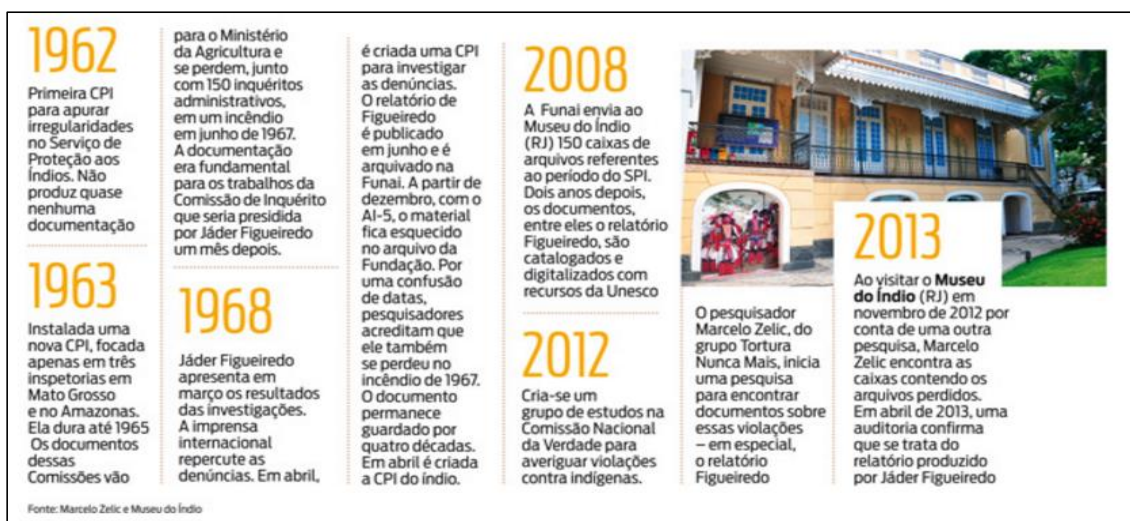 1962
Primeira CPI
para apurar
irregularidades
no Serviço de
Proteção aos
Índios. Não
produz quase
nenhuma
documentação
1963
Instalada uma
nova CPI, focada
apenas em três
inspetorias em
Mato Grosso
e no Amazonas.
Ela dura até 1965
Os documentos
dessas
Comissões vão
para o Ministério
da Agricultura e
se perdem, junto
com 150 inquéritos
administrativos,
em um incêndio
em junho de 1967.
A documentação
era fundamental
para os trabalhos da
Comissão de Inquérito
que seria presidida
por Jáder Figueiredo
um mês depois.
1968
Jáder Figueiredo
apresenta em
março os resultados
das investigações.
A imprensa
internacional
repercute as
denúncias. Em abril,
é criada uma CPI
para investigar
as denúncias.
O relatório de
Figueiredo
é publicado
em junho e é
arquivado na
Funai. A partir de
dezembro, com o
AI-5, o material
fica esquecido
no arquivo da
Fundação. Por
uma confusão
de datas,
pesquisadores
acreditam que
ele também
se perdeu no
incêndio de 1967.
O documento
permanece
guardado por
quatro décadas.
Em abril é criada
a CPI do índio.
2008
A Funai envia ao
Museu do Índio
(RJ) 150 caixas de
arquivos referentes
ao período do SPI.
Dois anos depois,
os documentos,
entre eles o relatório
Figueiredo, são
catalogados e
digitalizados com
recursos da Unesco
2012
Cria-se um
grupo de estudos na
Comissão Nacional
da Verdade para
averiguar violações
contra indígenas.
O pesquisador
Marcelo Zelic, do
grupo Tortura
Nunca Mais, inicia
uma pesquisa
para encontrar
documentos sobre
essas violações
– em especial,
o relatório
Figueiredo
2013
Ao visitar o Museu
do Índio (RJ) em
novembro de 2012 por
conta de uma outra
pesquisa, Marcelo
Zelic encontra as
caixas contendo os
arquivos perdidos.
Em abril de 2013, uma
auditoria confirma
que se trata do
relatório produzido
por Jáder Figueiredo
Fonte: Marcelo Zelic e Museu do Índio